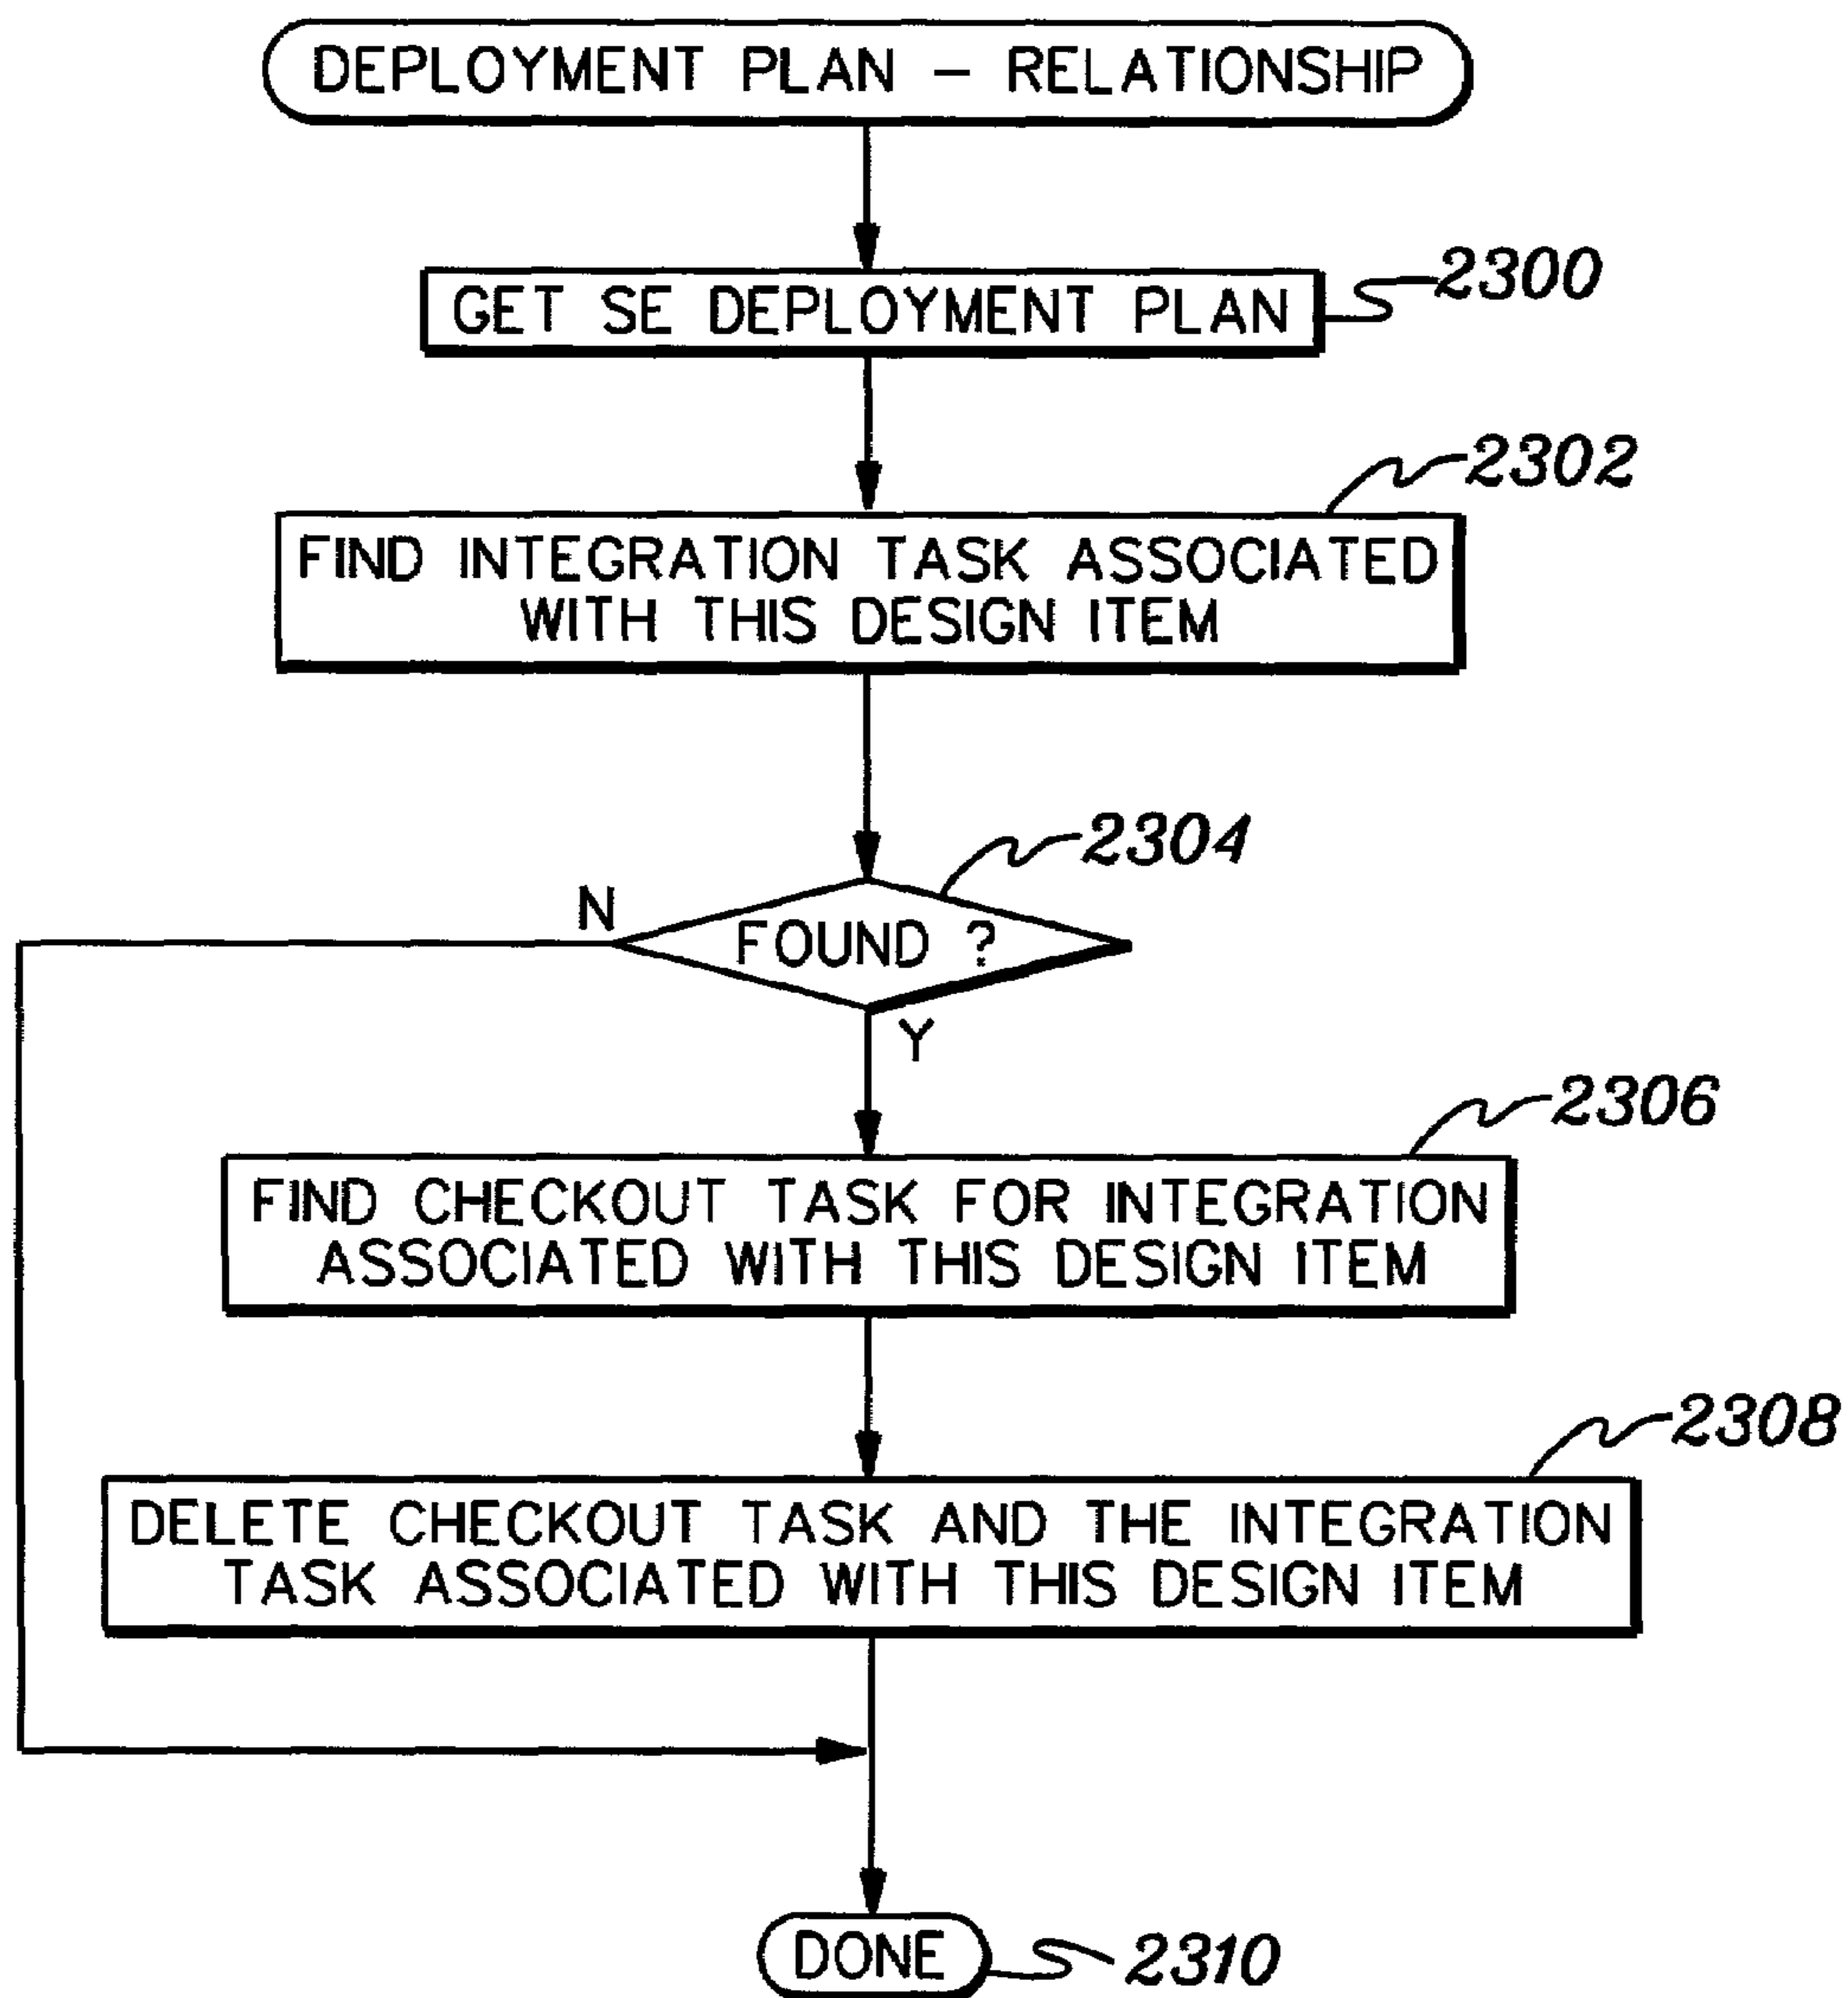 DEPLOYMENT PLAN – RELATIONSHIP
GET SE DEPLOYMENT PLAN
2300
2302
FIND INTEGRATION TASK ASSOCIATED
WITH THIS DESIGN ITEM
2304
N
FOUND ?
Y
2306
FIND CHECKOUT TASK FOR INTEGRATION
ASSOCIATED WITH THIS DESIGN ITEM
2308
DELETE CHECKOUT TASK AND THE INTEGRATION
TASK ASSOCIATED WITH THIS DESIGN ITEM
DONE
2310